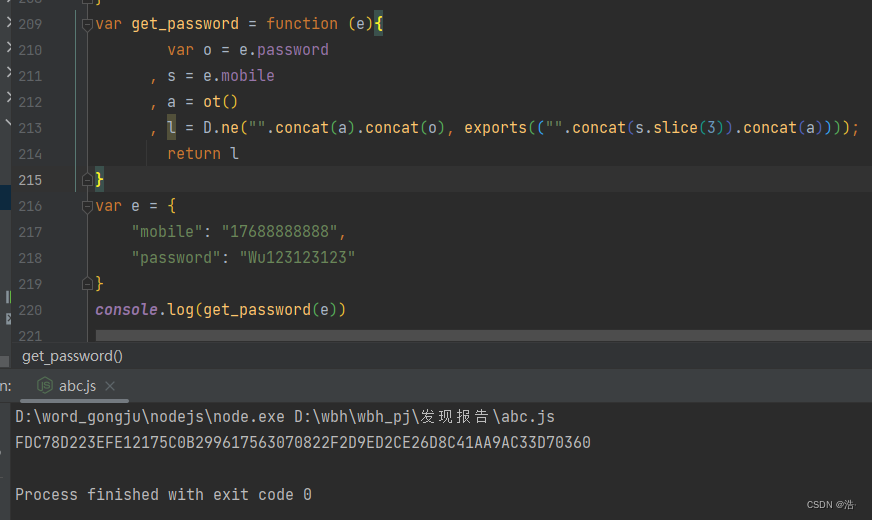 209 var get_password = function (e){
210 var o = e.password
211 , s = e.mobile
212 , a = ot()
213 , l = D.ne("".concat(a).concat(o), exports(("".concat(s.slice(3)).concat(a))));
214 return l
215 }
216 var e = {
217 "mobile": "17688888888",
218 "password": "Wu123123123"
219 }
220 console.log(get_password(e))
221
get_password()
n: abc.js
D:\word_gongju\nodejs\node.exe D:\wbh\wbh_pj\发现报告\abc.js
FDC78D223EFE12175C0B299617563070822F2D9ED2CE26D8C41AA9AC33D70360
Process finished with exit code 0
CSDN @浩·